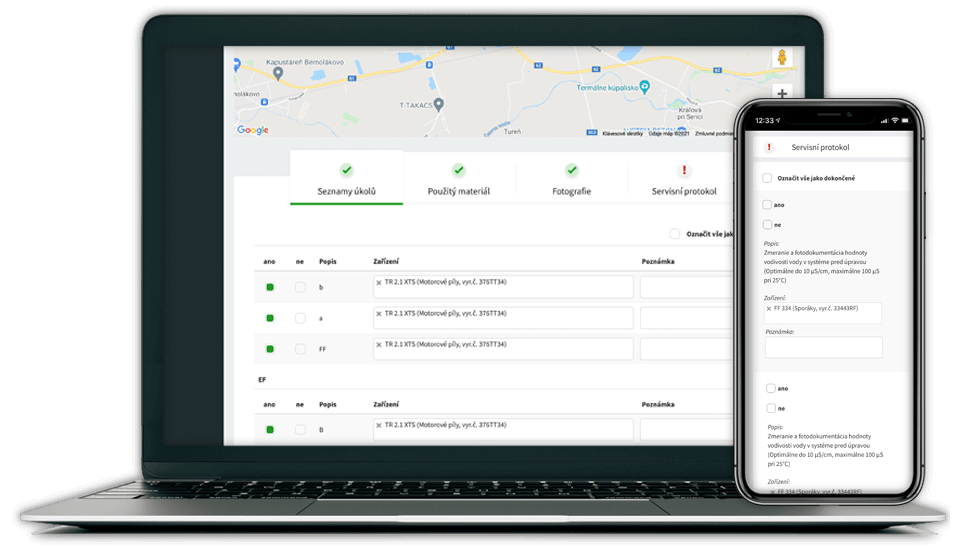 Kapustáreň Bernolákovo
nolákovo
T-TAKACS
Termálne kúpalisko
Kráľová
pri Senici
Tureň
Google
Klávesové skratky Údaje máp ©2021 Zmluvné podmie
Seznamy úkolů
Použitý materiál
Fotografie
Servisní protokol
Označit vše jak
ano ne Popis Zařízení Poznámka
b × TR 2.1 XTS (Motorové píly, vyr.č. 376TT34)
a × TR 2.1 XTS (Motorové píly, vyr.č. 376TT34)
FF × TR 2.1 XTS (Motorové píly, vyr.č. 376TT34)
EF
ano ne Popis Zařízení Poznámka
B × TR 2.1 XTS (Motorové píly, vyr.č. 376TT34)
12:33
! Servisní protokol
Označit vše jako dokončené
ano
ne
Popis:
Zmeranie a fotodokumentácia hodnoty
vodivosti vody v systéme pred úpravou
(Optimálne do 10 µS/cm, maximálne 100 µS
pri 25°C)
Zařízení:
× FF 334 (Sporáky, vyr.č. 33443RF)
Poznámka:
ano
ne
Popis:
Zmeranie a fotodokumentácia hodnoty
vodivosti vody v systéme pred úpravou
(Optimálne do 10 µS/cm, maximálne 100 µS
pri 25°C)
Zařízení:
× FF 334 (Sporáky, vyr.č. 33443RF)